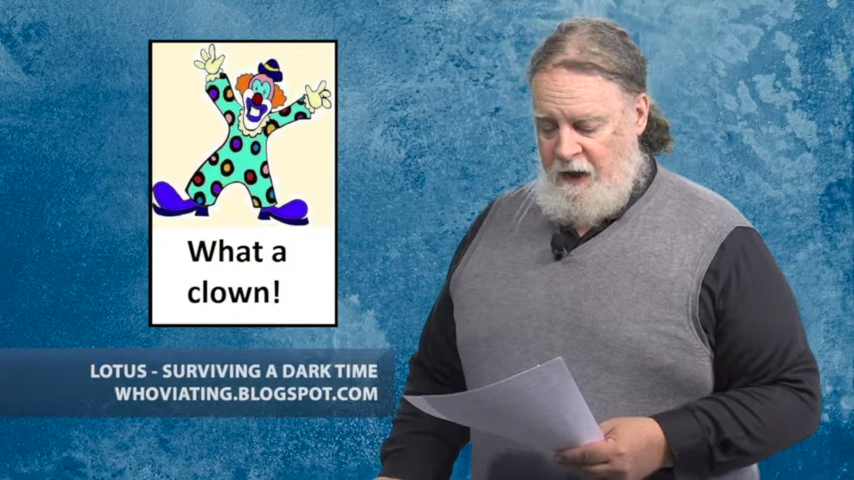 What a
clown!
LOTUS - SURVIVING A DARK TIME
WHOVIATING.BLOGSPOT.COM